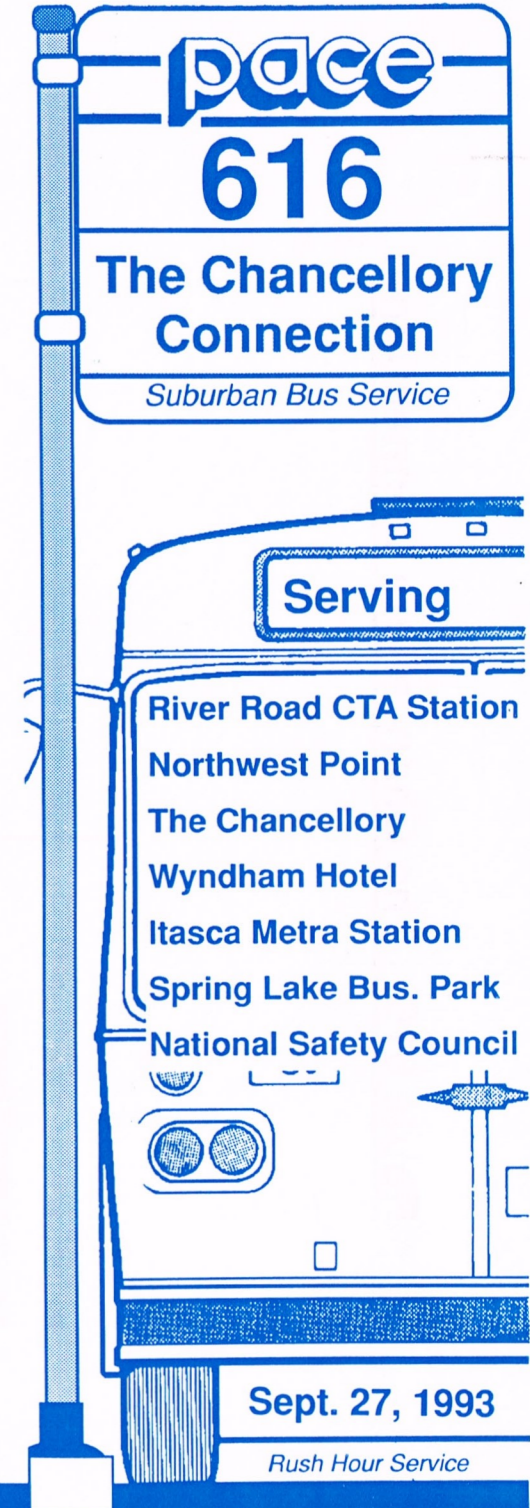 pace
616
The Chancellory
Connection
Suburban Bus Service
Serving
River Road CTA Station
Northwest Point
The Chancellory
Wyndham Hotel
Itasca Metra Station
Spring Lake Bus. Park
National Safety Council
Sept. 27, 1993
Rush Hour Service